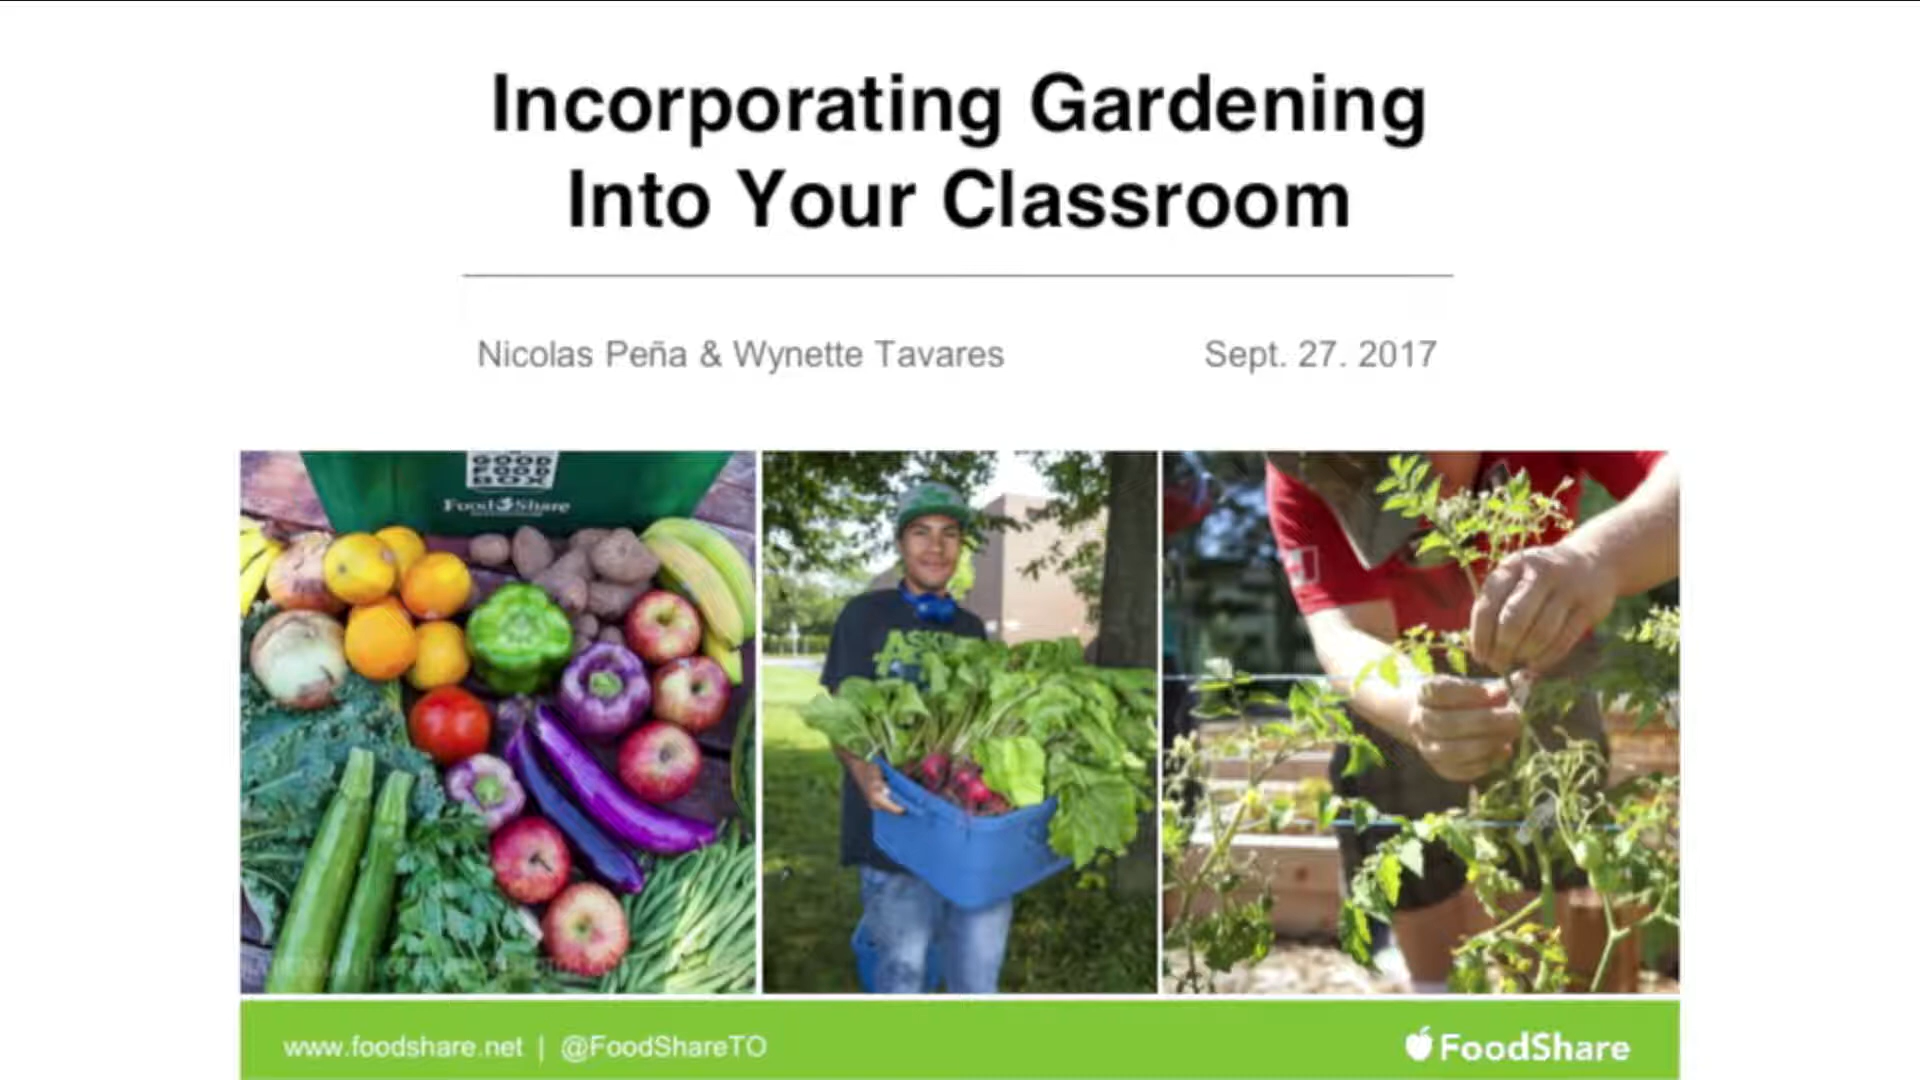 Incorporating Gardening
Into Your Classroom
Nicolas Peña & Wynette Tavares
Sept. 27. 2017
GOOD
FOOD
BOX
FoodShare
www.foodshare.net | @FoodShareTO
FoodShare